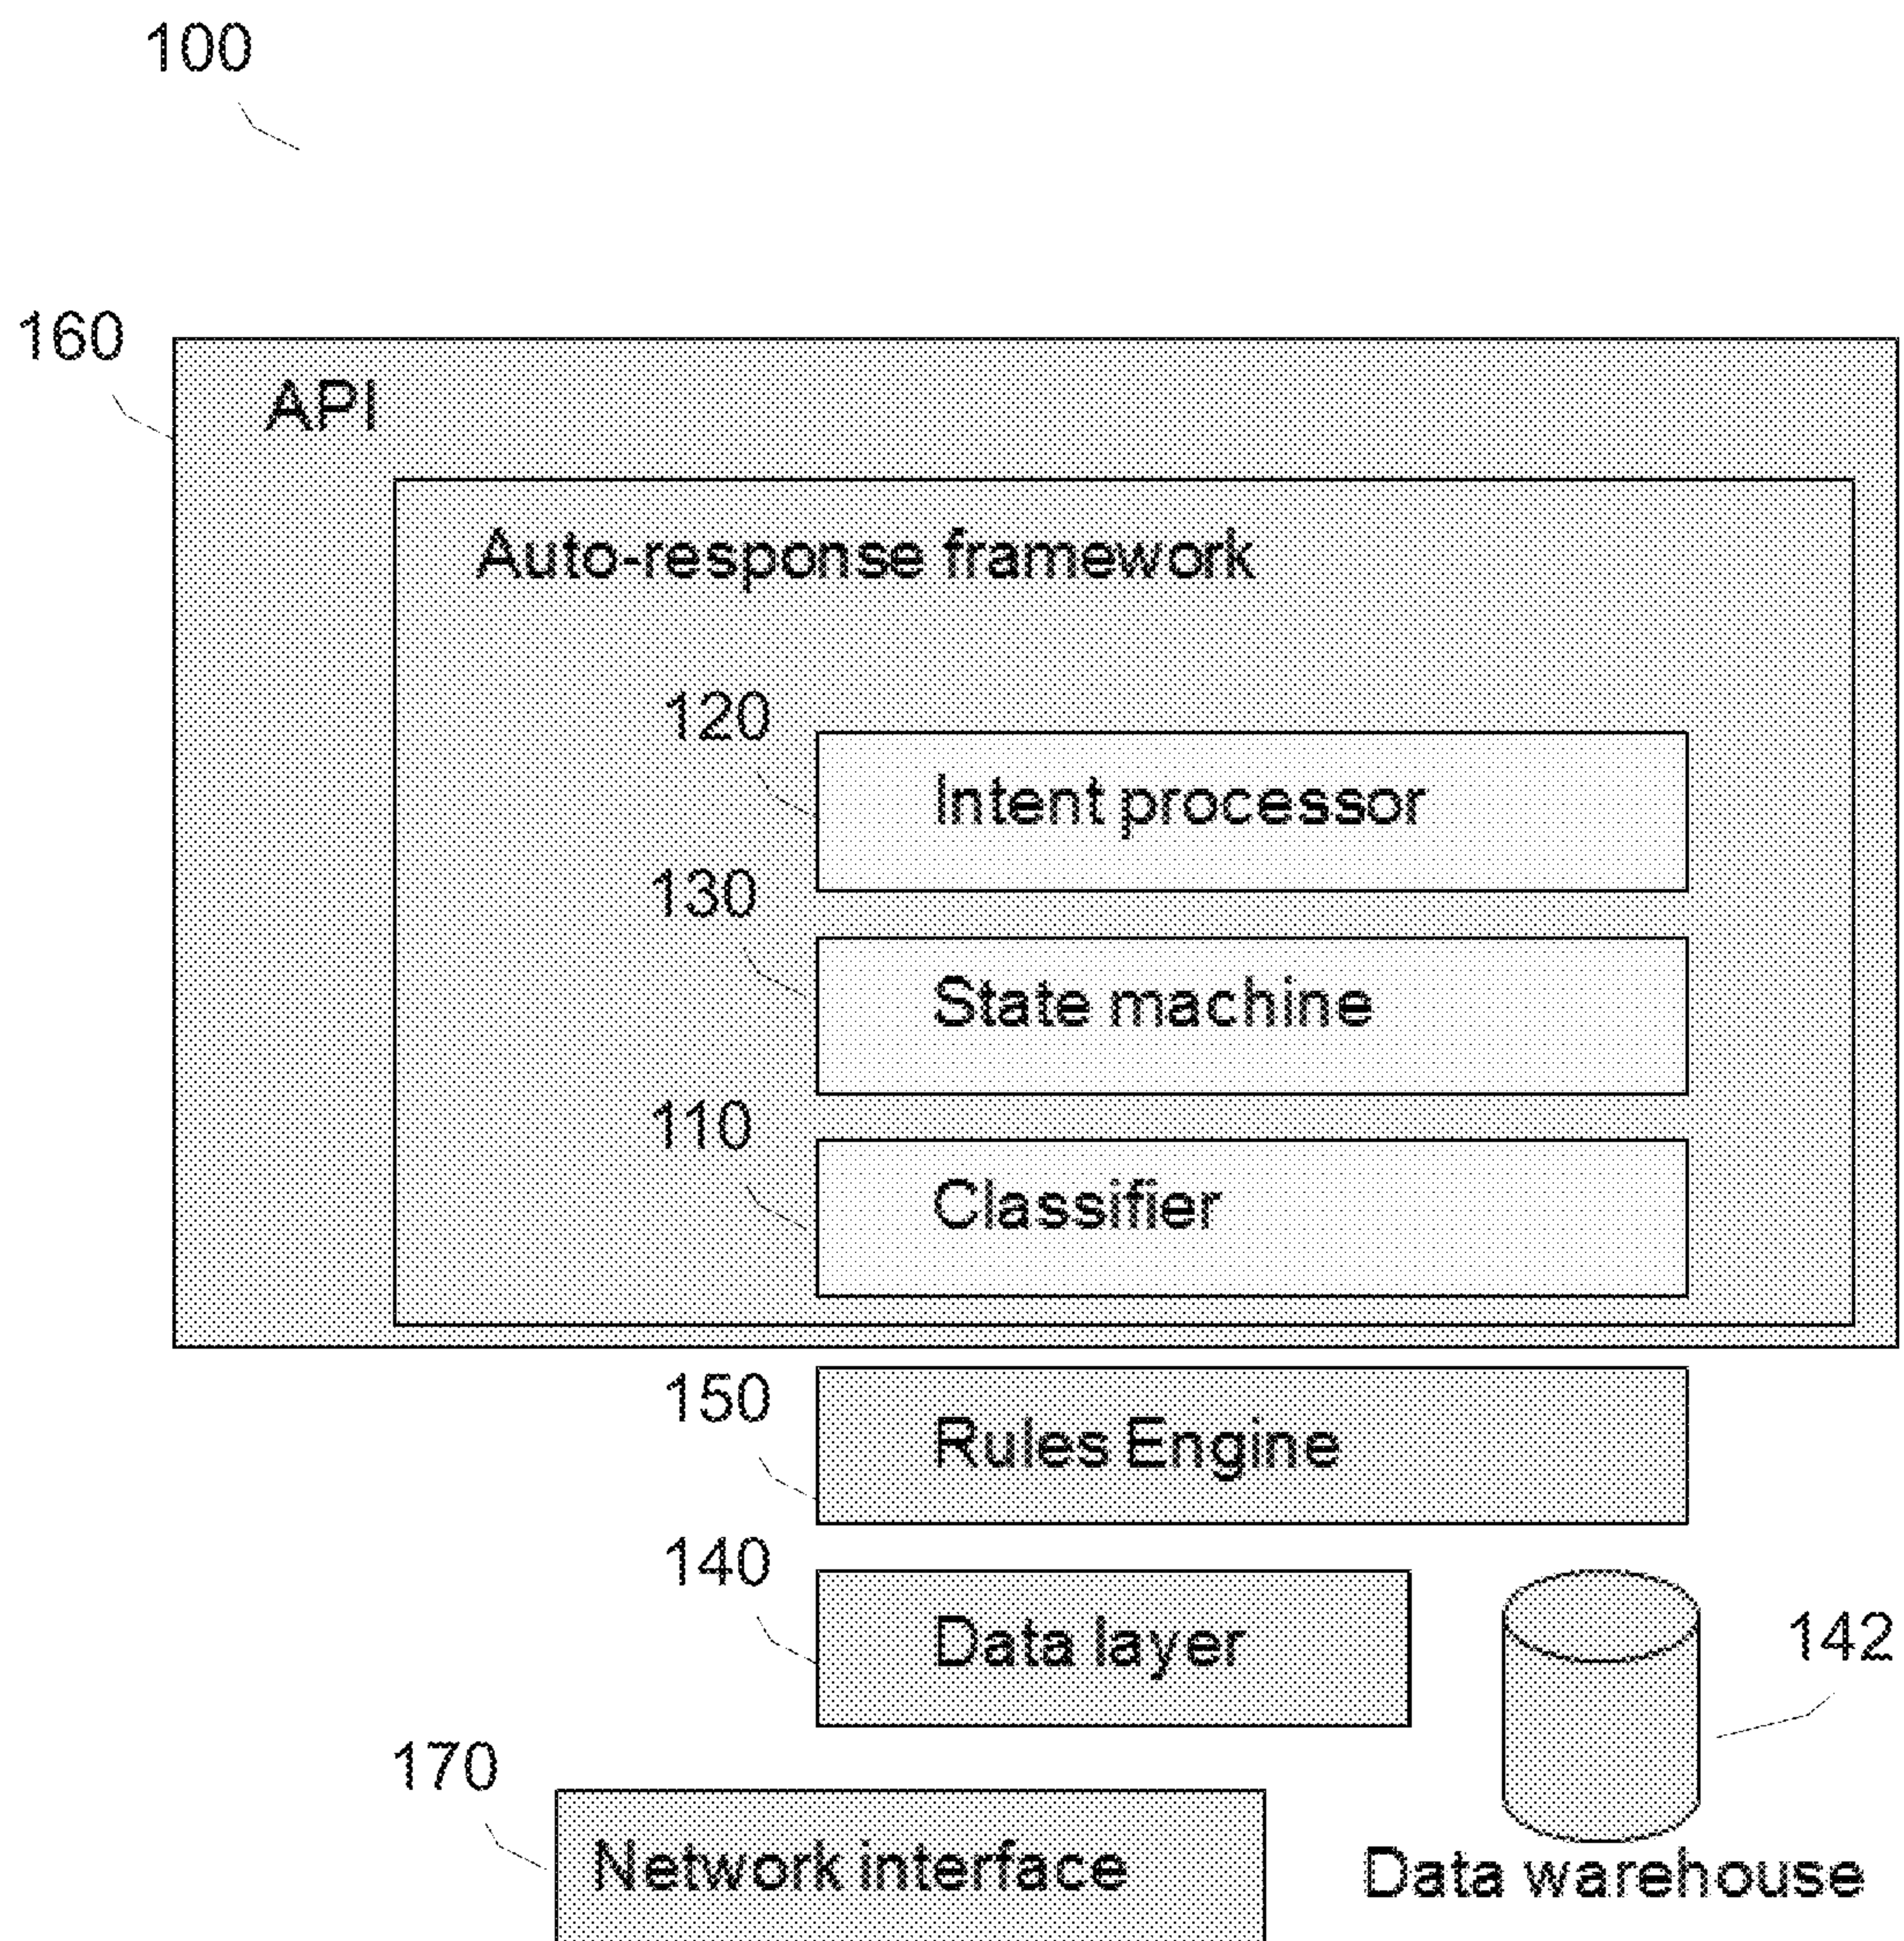 100
160
API
Auto-response framework
120
Intent processor
130
State machine
110
Classifier
150
Rules Engine
140
Data layer
142
170
Network interface
Data warehouse